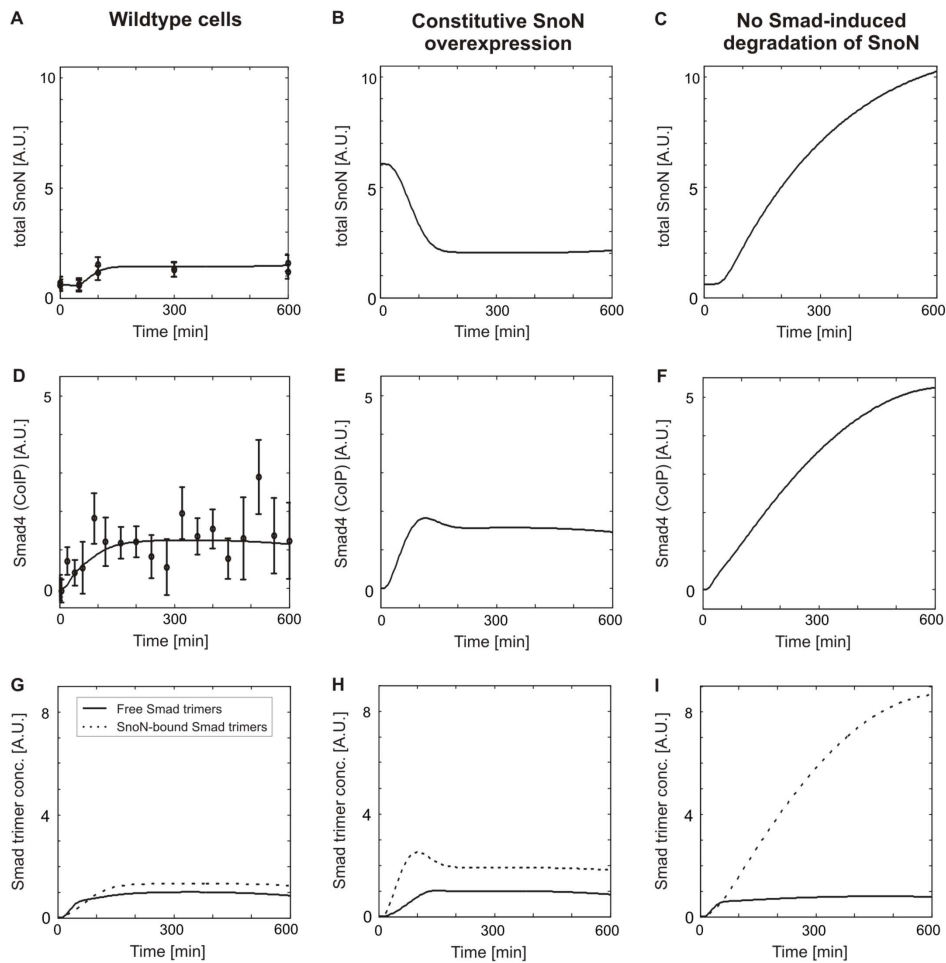 A
Wildtype cells
B
Constitutive SnoN
overexpression
C
No Smad-induced
degradation of SnoN
total SnoN [A.U.]
10
5
0
0
300
600
Time [min]
total SnoN [A.U.]
10
5
0
0
300
600
Time [min]
total SnoN [A.U.]
10
5
0
0
300
600
Time [min]
D
Smad4 (CoIP) [A.U.]
5
0
0
300
600
Time [min]
E
Smad4 (CoIP) [A.U.]
5
0
0
300
600
Time [min]
F
Smad4 (CoIP) [A.U.]
5
0
0
300
600
Time [min]
G
Smad trimer conc. [A.U.]
8
4
0
Free Smad trimers
SnoN-bound Smad trimers
0
300
600
Time [min]
H
Smad trimer conc. [A.U.]
8
4
0
0
300
600
Time [min]
I
Smad trimer conc. [A.U.]
8
4
0
0
300
600
Time [min]